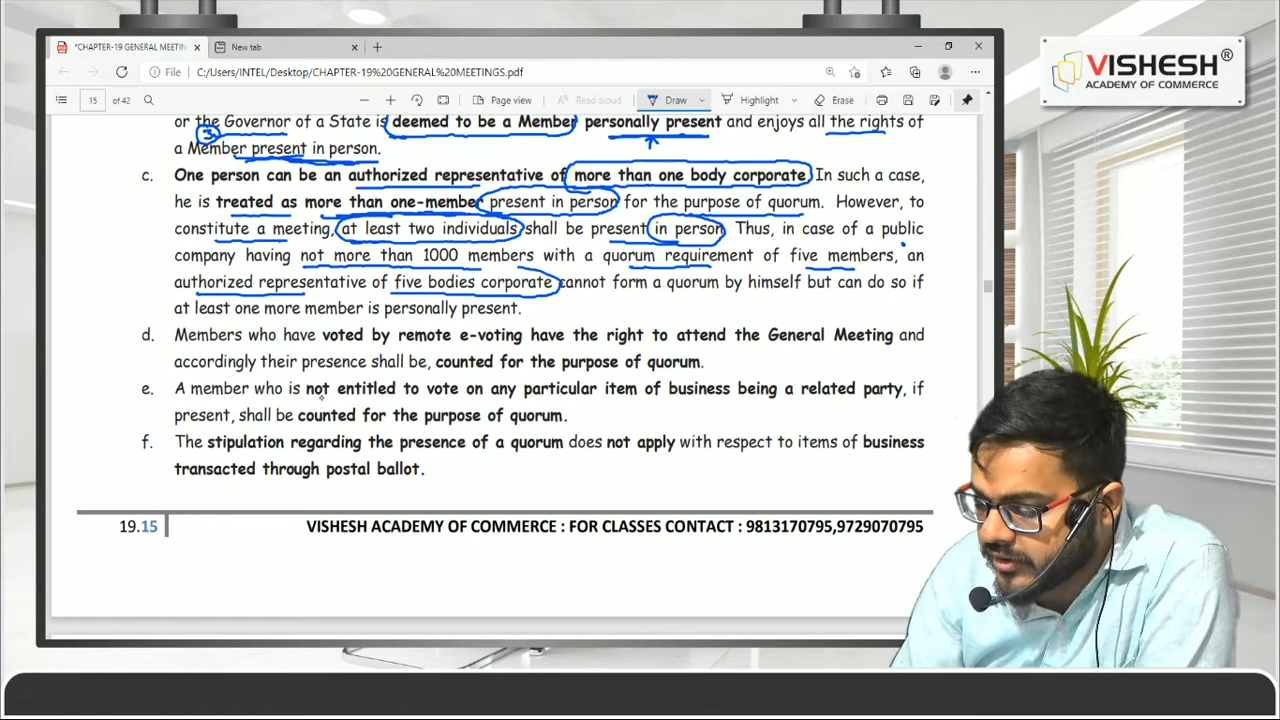 *CHAPTER-19 GENERAL MEETIN
New tab
File
C:/Users/INTEL/Desktop/CHAPTER-19%20GENERAL%20MEETINGS.pdf
15 of 42
Page view
Read aloud
Draw
Highlight
Erase
VISHESH®
ACADEMY OF COMMERCE
or the Governor of a State is deemed to be a Member personally present and enjoys all the rights of
3
a Member present in person.
c. One person can be an authorized representative of more than one body corporate. In such a case,
he is treated as more than one-member present in person for the purpose of quorum. However, to
constitute a meeting, at least two individuals shall be present in person. Thus, in case of a public
company having not more than 1000 members with a quorum requirement of five members, an
authorized representative of five bodies corporate cannot form a quorum by himself but can do so if
at least one more member is personally present.
d. Members who have voted by remote e-voting have the right to attend the General Meeting and
accordingly their presence shall be, counted for the purpose of quorum.
e. A member who is not entitled to vote on any particular item of business being a related party, if
present, shall be counted for the purpose of quorum.
f. The stipulation regarding the presence of a quorum does not apply with respect to items of business
transacted through postal ballot.
19.15
VISHESH ACADEMY OF COMMERCE : FOR CLASSES CONTACT : 9813170795,9729070795